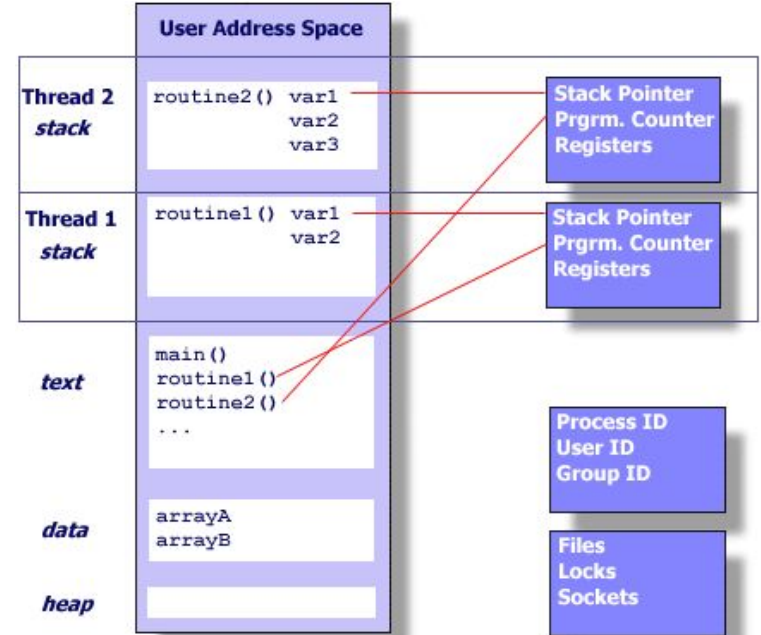 User Address Space
Thread 2
stack
routine2() var1
var2
var3
Stack Pointer
Prgrm. Counter
Registers
Thread 1
stack
routine1() var1
var2
Stack Pointer
Prgrm. Counter
Registers
text
main()
routine1()
routine2()
...
Process ID
User ID
Group ID
data
arrayA
arrayB
Files
Locks
Sockets
heap